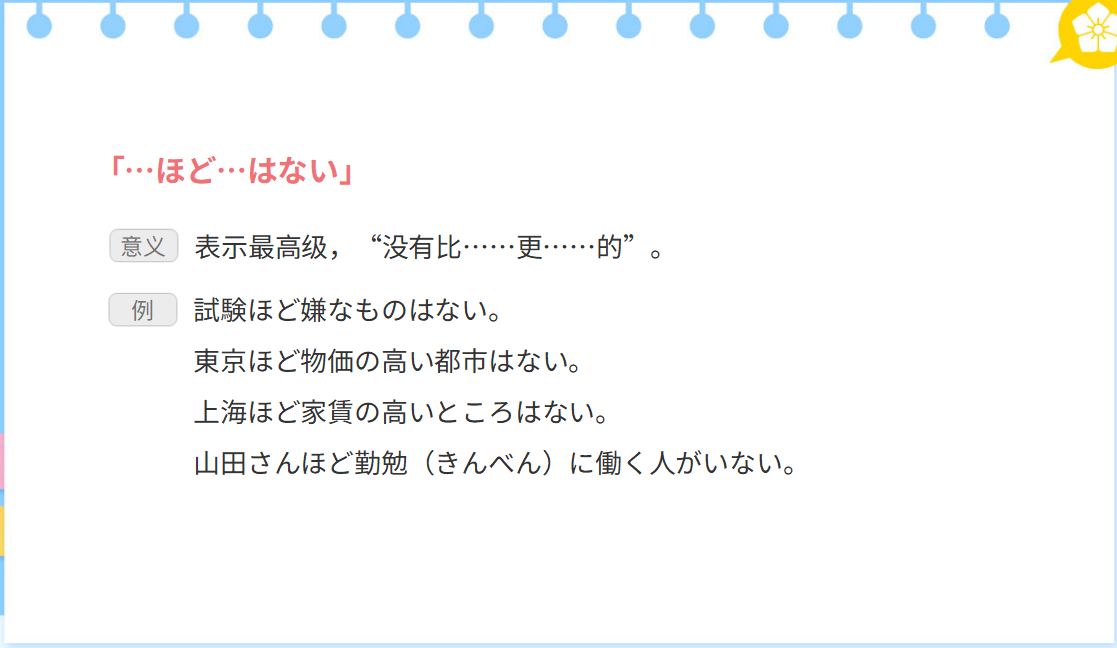 「…ほど…はない」
意义 表示最高级，“没有比……更……的”。
例 試験ほど嫌なものはない。
東京ほど物価の高い都市はない。
上海ほど家賃の高いところはない。
山田さんほど勤勉（きんべん）に働く人がいない。